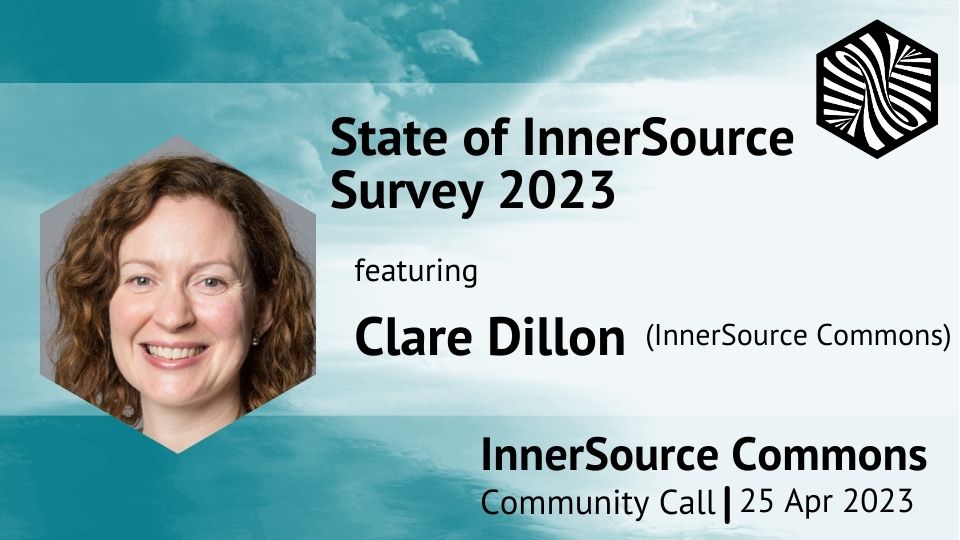 State of InnerSource
Survey 2023
featuring
Clare Dillon (InnerSource Commons)
InnerSource Commons
Community Call | 25 Apr 2023